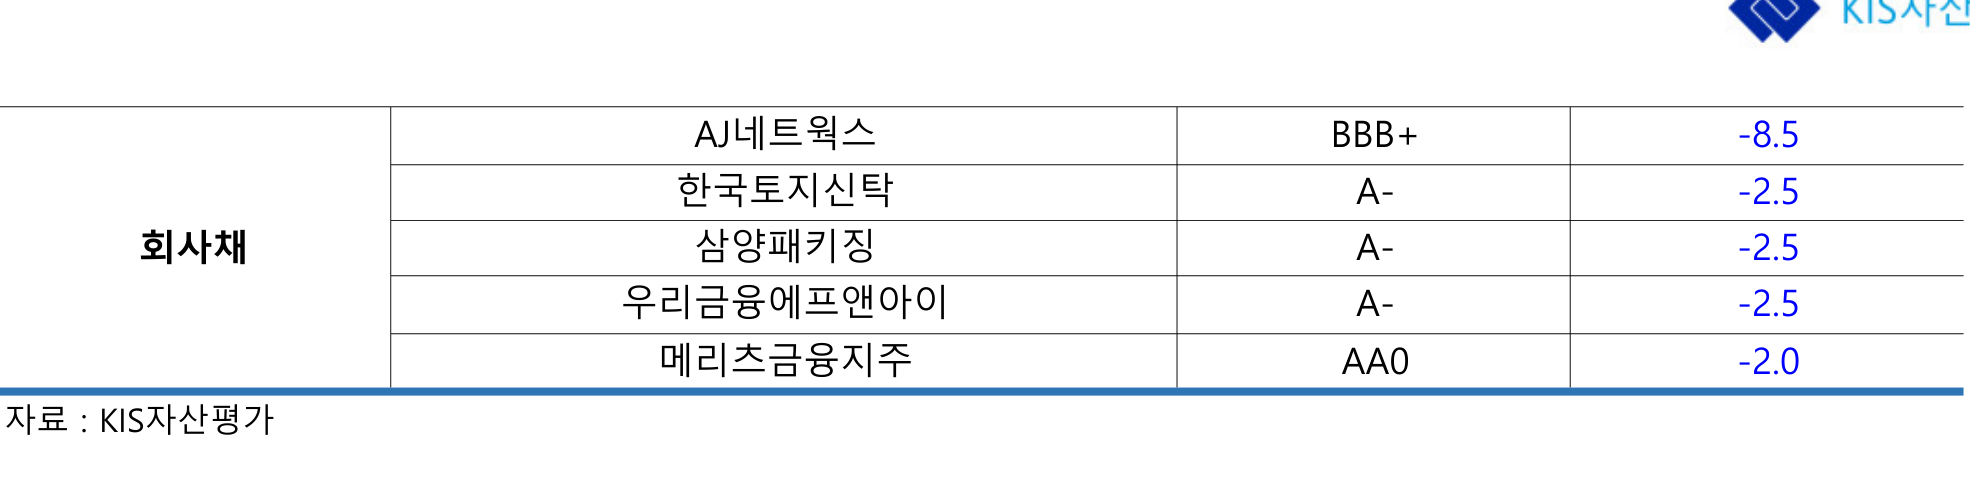 KIS자산
AJ네트웍스 BBB+ -8.5
한국토지신탁 A- -2.5
회사채 삼양패키징 A- -2.5
우리금융에프앤아이 A- -2.5
메리츠금융지주 AA0 -2.0
자료 : KIS자산평가